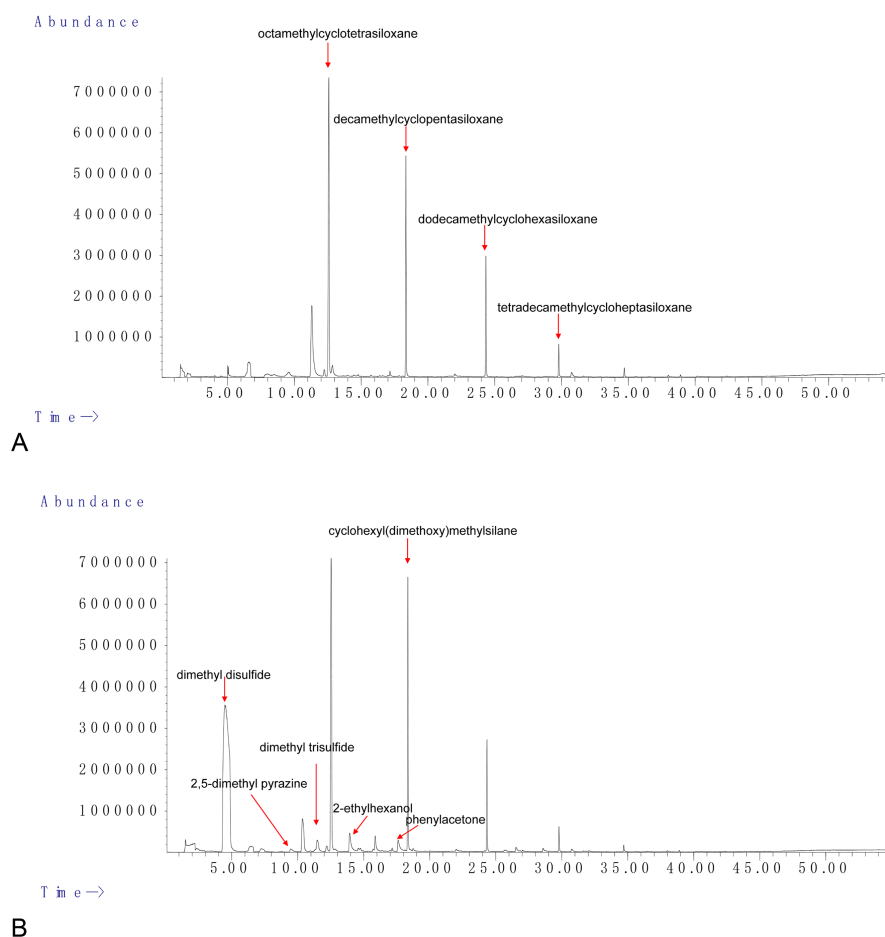 Abundance
octamethylcyclotetrasiloxane
7000000
decamethylcyclopentasiloxane
6000000
5000000
4000000
dodecamethylcyclohexasiloxane
3000000
2000000
tetradecamethylcycloheptasiloxane
1000000
5.00 10.00 15.00 20.00 25.00 30.00 35.00 40.00 45.00 50.00
Time-->
A
Abundance
cyclohexyl(dimethoxy)methylsilane
7000000
6000000
5000000
dimethyl disulfide
4000000
3000000
dimethyl trisulfide
2000000
2,5-dimethyl pyrazine
2-ethylhexanol
1000000
phenylacetone
5.00 10.00 15.00 20.00 25.00 30.00 35.00 40.00 45.00 50.00
Time-->
B